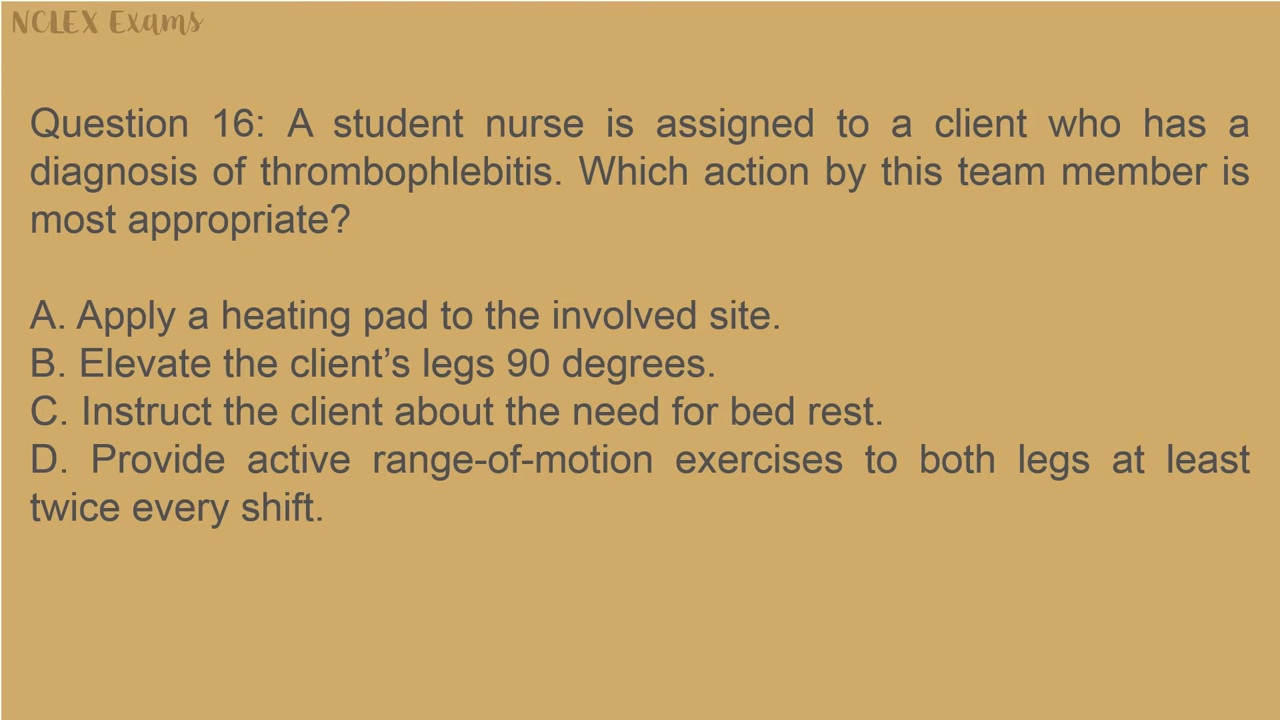 NCLEX Exams
Question 16: A student nurse is assigned to a client who has a
diagnosis of thrombophlebitis. Which action by this team member is
most appropriate?
A. Apply a heating pad to the involved site.
B. Elevate the client’s legs 90 degrees.
C. Instruct the client about the need for bed rest.
D. Provide active range-of-motion exercises to both legs at least
twice every shift.